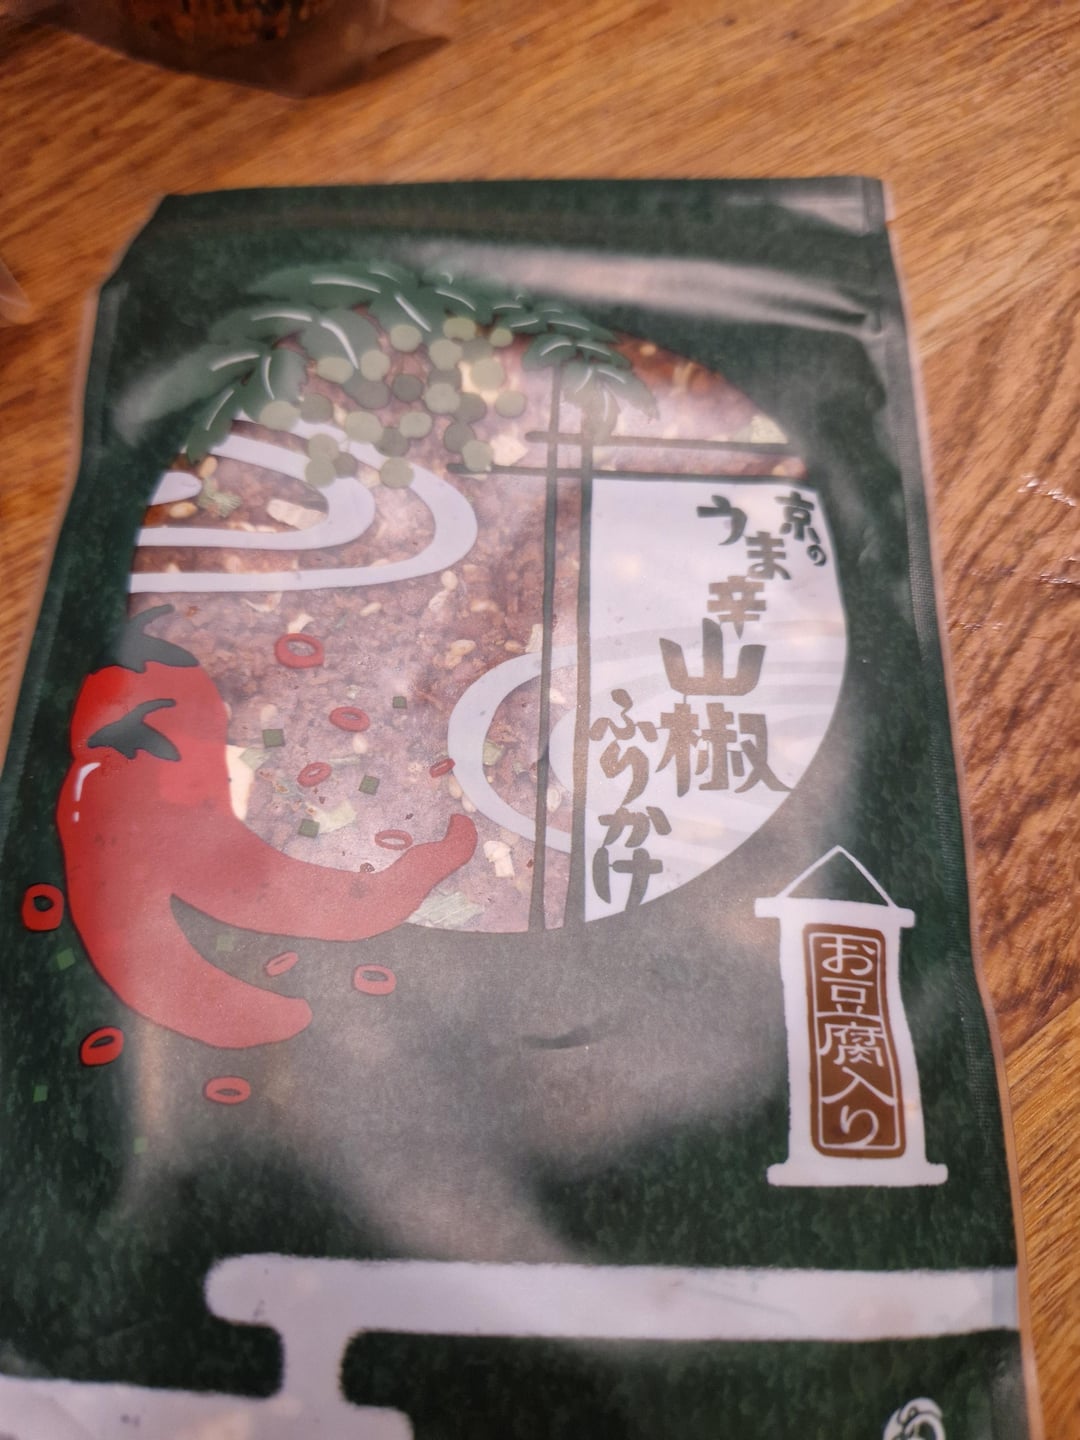 京の
うま辛
山椒
ふりかけ
お豆腐入り